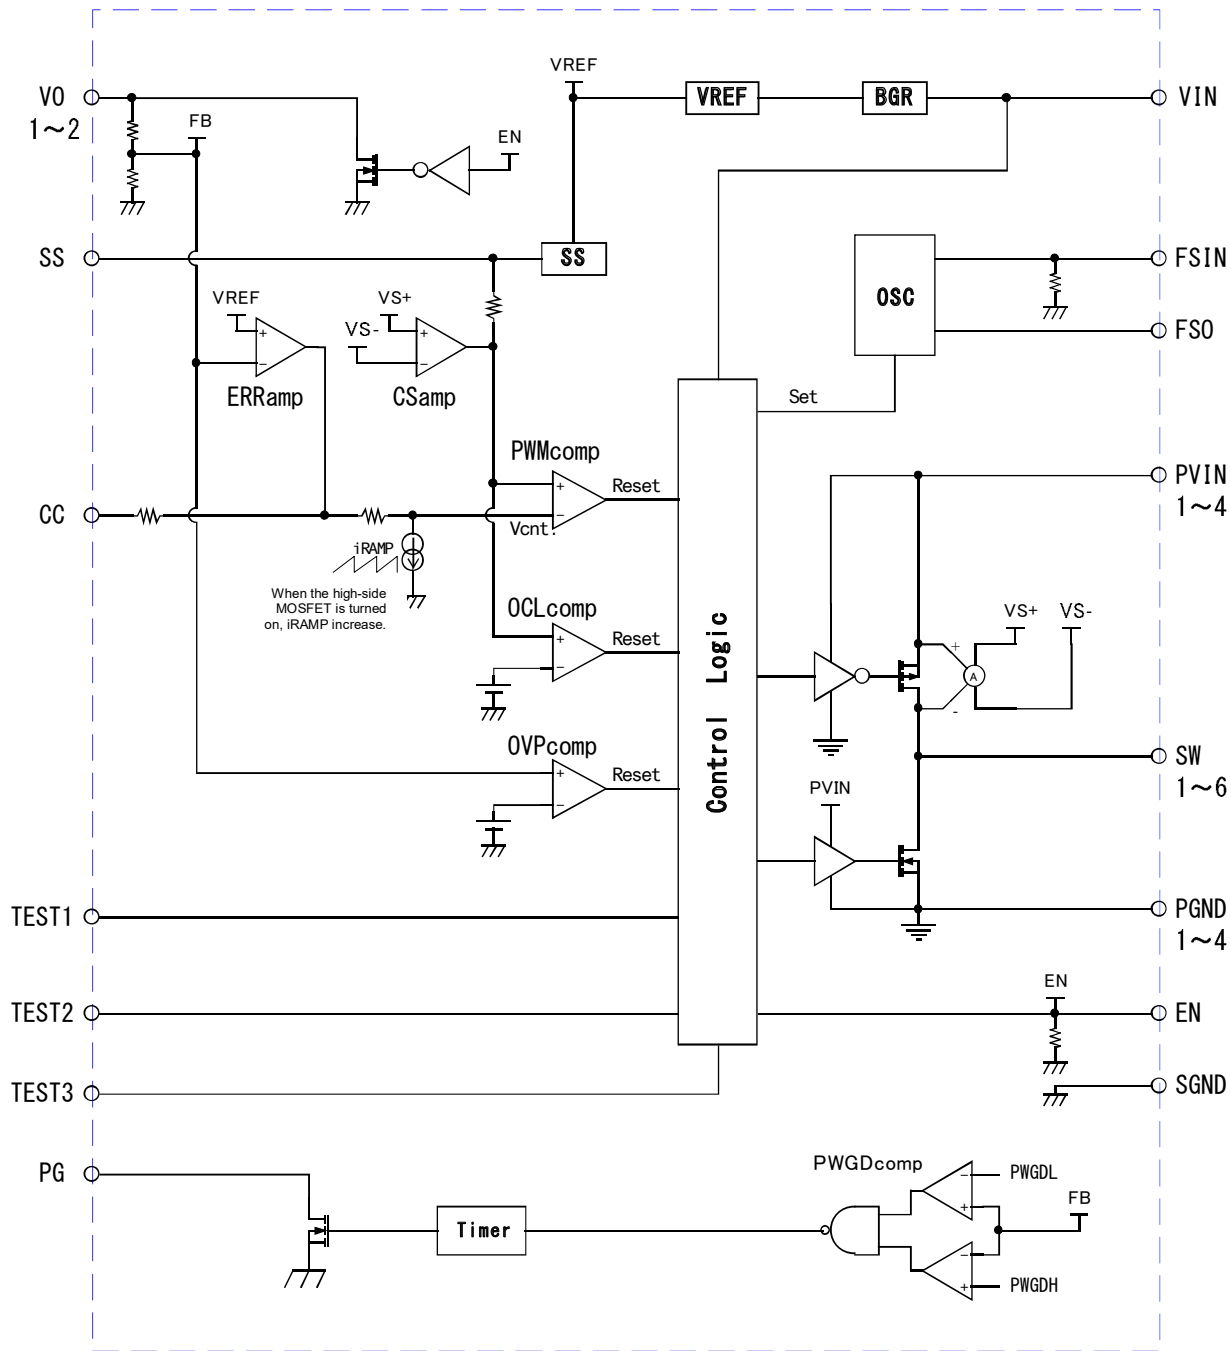 VREF
VO
1~2
FB
EN
VREF
BGR
VIN
SS
SS
FSIN
OSC
FSO
VREF
+
-
ERRamp
VS+
VS-
+
-
CSamp
Set
PWMcomp
+
-
Reset
PVIN
1~4
CC
Vcnt.
iRAMP
When the high-side
MOSFET is turned
on, iRAMP increase.
OCLcomp
+
-
Reset
Control Logic
VS+
VS-
+
A
-
OVPcomp
+
-
Reset
SW
1~6
PVIN
TEST1
PGND
1~4
TEST2
EN
EN
TEST3
SGND
PG
PWGDcomp
-
+
PWGDL
FB
Timer
-
+
PWGDH